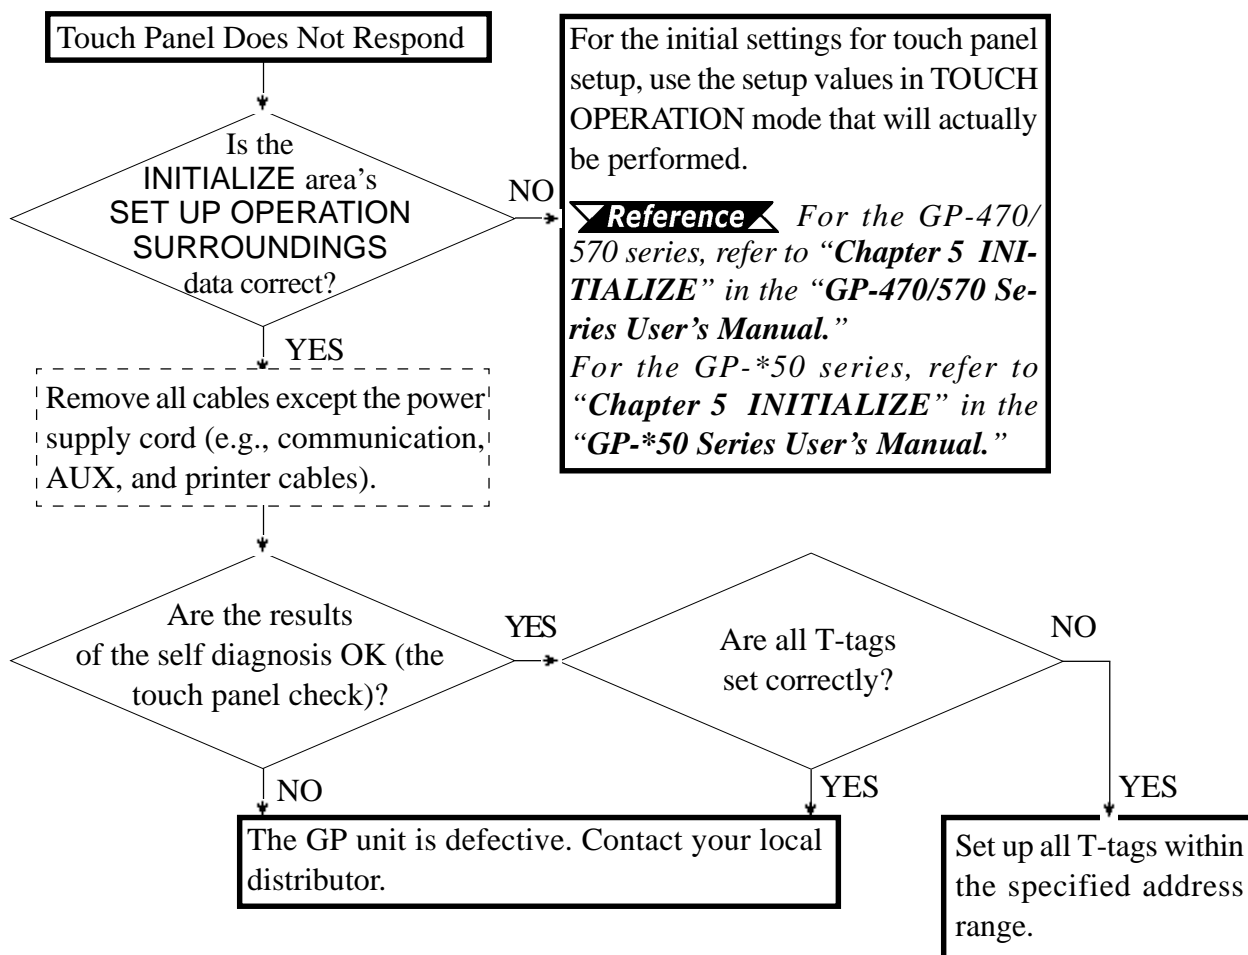 Touch Panel Does Not Respond
Is the
INITIALIZE area's
SET UP OPERATION
SURROUNDINGS
data correct?
NO
For the initial settings for touch panel
setup, use the setup values in TOUCH
OPERATION mode that will actually
be performed.
Reference For the GP-470/
570 series, refer to “Chapter 5 INI-
TIALIZE” in the “GP-470/570 Se-
ries User’s Manual.”
For the GP-*50 series, refer to
“Chapter 5 INITIALIZE” in the
“GP-*50 Series User’s Manual.”
YES
Remove all cables except the power
supply cord (e.g., communication,
AUX, and printer cables).
Are the results
of the self diagnosis OK (the
touch panel check)?
YES
Are all T-tags
set correctly?
NO
NO
YES
YES
The GP unit is defective. Contact your local
distributor.
Set up all T-tags within
the specified address
range.